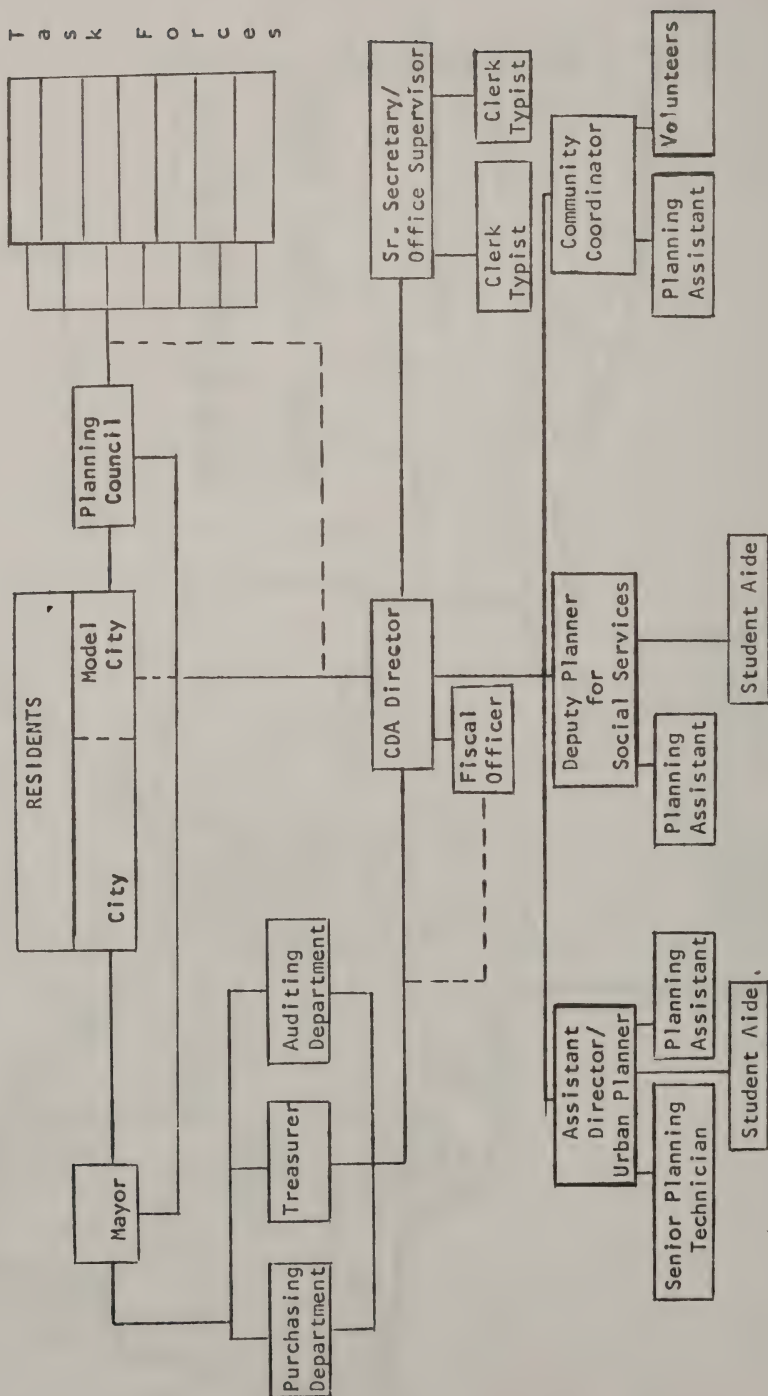 RESIDENTS
Mayor
City
Model
City
Planning
Council
Task Forces
Purchasing
Department
Treasurer
Auditing
Department
CDA Director
Fiscal
Officer
Sr. Secretary/
Office Supervisor
Clerk
Typist
Clerk
Typist
Assistant
Director/
Urban Planner
Senior Planning
Technician
Planning
Assistant
Student Aide
Deputy Planner
for
Social Services
Planning
Assistant
Student Aide
Community
Coordinator
Planning
Assistant
Volunteers